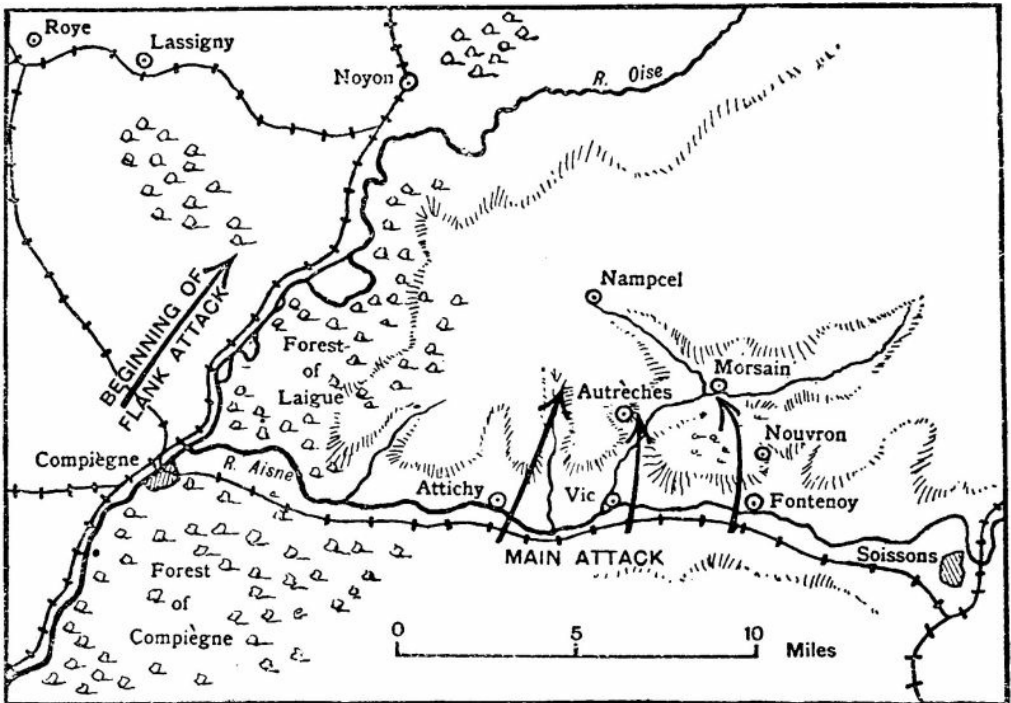 Roye
Lassigny
Noyon
R. Oise
BEGINNING OF
FLANK ATTACK
Nampcel
Forest
of
Laigue
Morsain
Autrèches
Nouvron
Compiègne
R. Aisne
Attichy
Vic
Fontenoy
MAIN ATTACK
Soissons
Forest
of
Compiègne
0 5 10
Miles